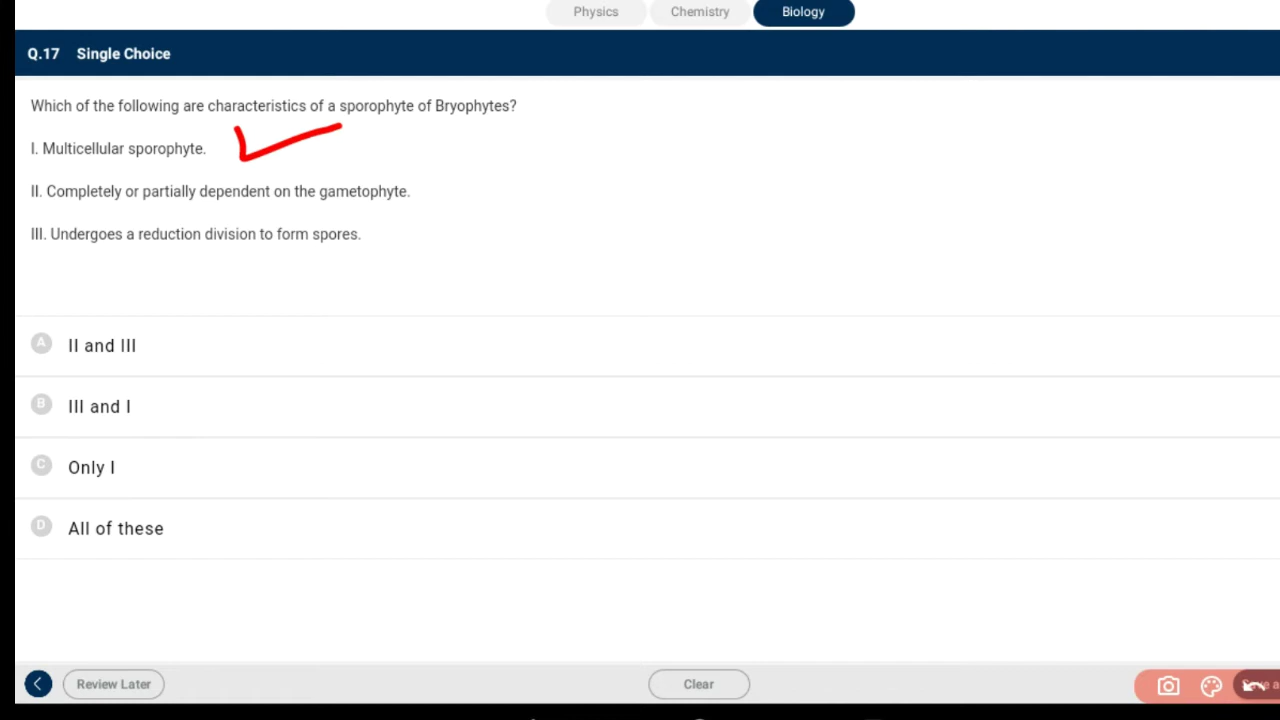 Physics Chemistry Biology
Q.17 Single Choice
Which of the following are characteristics of a sporophyte of Bryophytes?
I. Multicellular sporophyte.
II. Completely or partially dependent on the gametophyte.
III. Undergoes a reduction division to form spores.
A II and III
B III and I
C Only I
D All of these
Review Later Clear